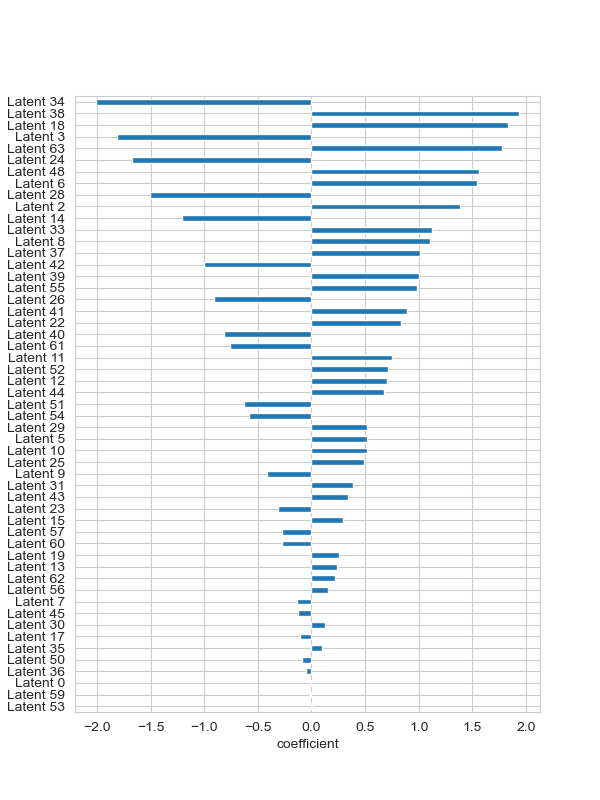 Latent 34
Latent 38
Latent 18
Latent 3
Latent 63
Latent 24
Latent 48
Latent 6
Latent 28
Latent 2
Latent 14
Latent 33
Latent 8
Latent 37
Latent 42
Latent 39
Latent 55
Latent 26
Latent 41
Latent 22
Latent 40
Latent 61
Latent 11
Latent 52
Latent 12
Latent 44
Latent 51
Latent 54
Latent 29
Latent 5
Latent 10
Latent 25
Latent 9
Latent 31
Latent 43
Latent 23
Latent 15
Latent 57
Latent 60
Latent 19
Latent 13
Latent 62
Latent 56
Latent 7
Latent 45
Latent 30
Latent 17
Latent 35
Latent 50
Latent 36
Latent 0
Latent 59
Latent 53
−2.0 −1.5 −1.0 −0.5 0.0 0.5 1.0 1.5 2.0
coefficient